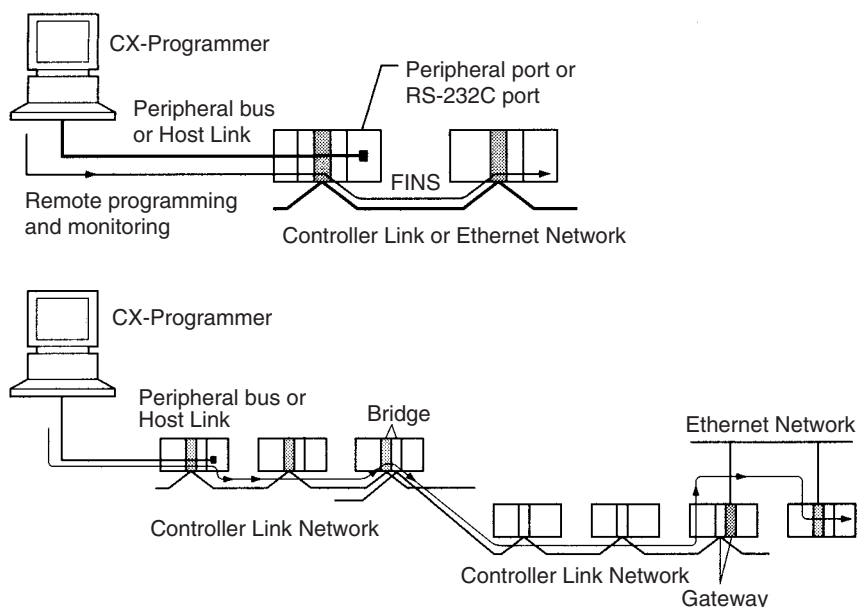 CX-Programmer
Peripheral port or
RS-232C port
Peripheral bus
or Host Link
FINS
Remote programming
and monitoring
Controller Link or Ethernet Network
CX-Programmer
Peripheral bus or
Host Link
Bridge
Ethernet Network
Controller Link Network
Controller Link Network
Gateway